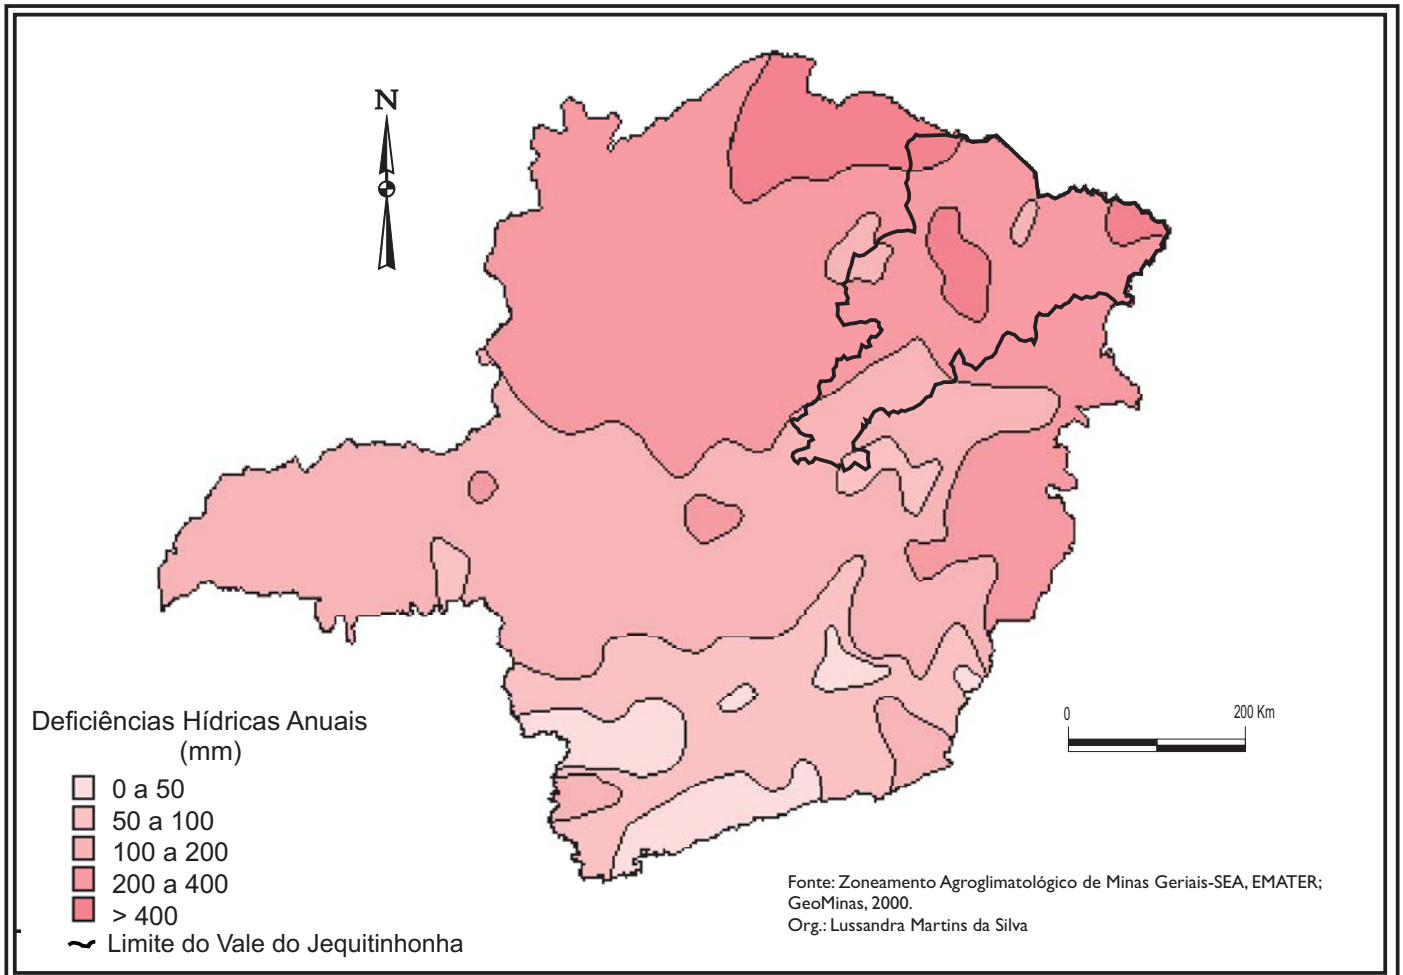 N
0 200 Km
Deficiências Hídricas Anuais
(mm)
0 a 50
50 a 100
100 a 200
200 a 400
> 400
Limite do Vale do Jequitinhonha
Fonte: Zoneamento Agroglimatológico de Minas Geriais-SEA, EMATER;
GeoMinas, 2000.
Org.: Lussandra Martins da Silva